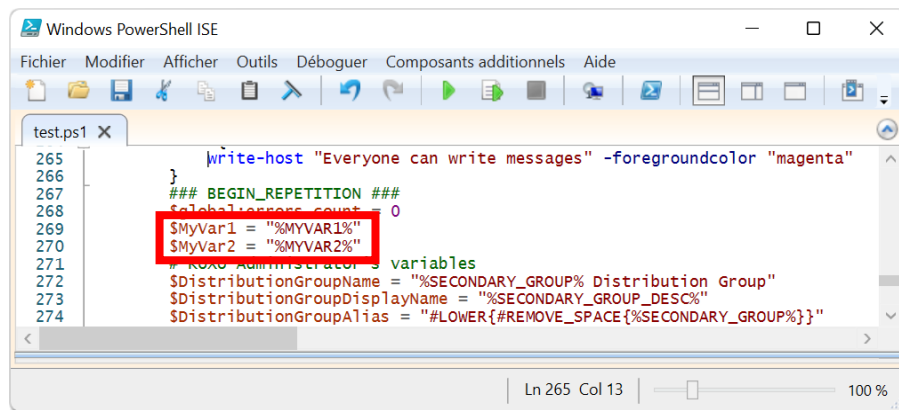 Windows PowerShell ISE
Fichier Modifier Afficher Outils Déboguer Composants additionnels Aide
test.ps1 X
265 write-host "Everyone can write messages" -foregroundcolor "magenta"
266 }
267 ### BEGIN_REPETITION ###
268 $global:errors_count = 0
269 $MyVar1 = "%MYVAR1%"
270 $MyVar2 = "%MYVAR2%"
271 # KoXo Administrator's variables
272 $DistributionGroupName = "%SECONDARY_GROUP% Distribution Group"
273 $DistributionGroupDisplayName = "%SECONDARY_GROUP_DESC%"
274 $DistributionGroupAlias = "#LOWER{#REMOVE_SPACE{%SECONDARY_GROUP%}}"
Ln 265 Col 13 100 %